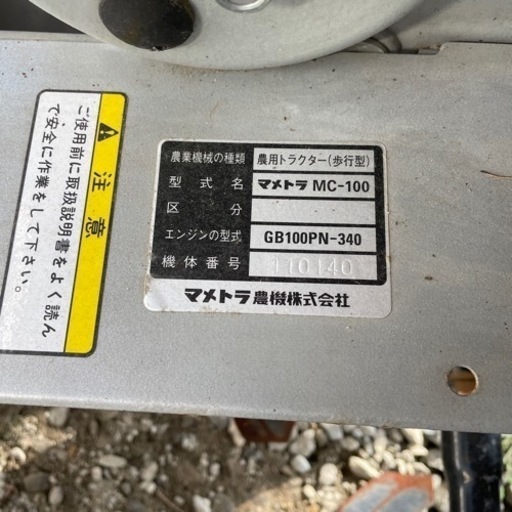 注意
ご使用前に取扱説明書をよく読ん
で安全に作業をして下さい。
農業機械の種類 農用トラクター(歩行型)
型式名 マメトラ MC-100
区分
エンジンの型式 GB100PN-340
機体番号 110140
マメトラ農機株式会社